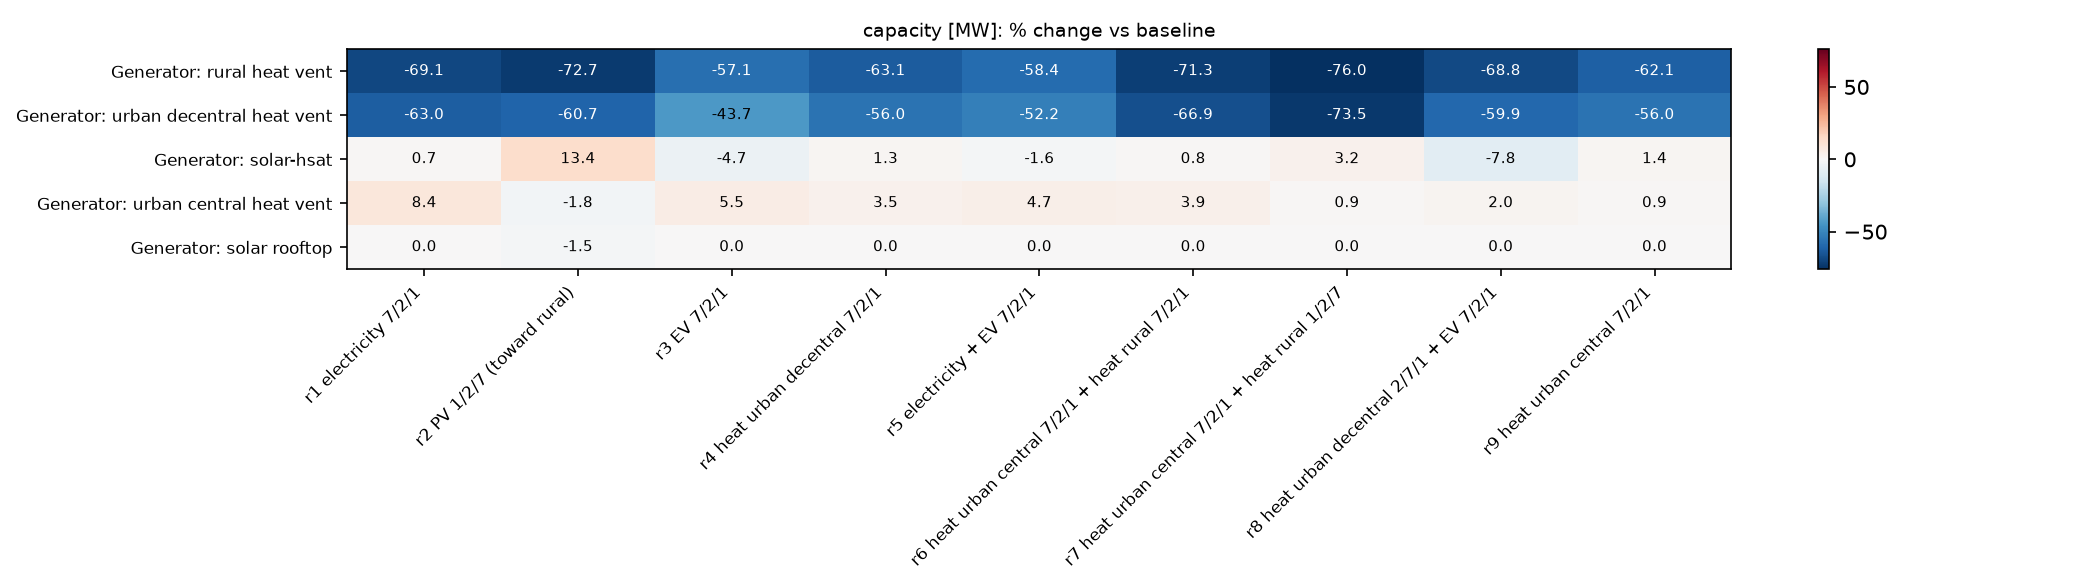 capacity [MW]: % change vs baseline
Generator: rural heat vent -69.1 -72.7 -57.1 -63.1 -58.4 -71.3 -76.0 -68.8 -62.1
Generator: urban decentral heat vent -63.0 -60.7 -43.7 -56.0 -52.2 -66.9 -73.5 -59.9 -56.0
Generator: solar-hsat 0.7 13.4 -4.7 1.3 -1.6 0.8 3.2 -7.8 1.4
Generator: urban central heat vent 8.4 -1.8 5.5 3.5 4.7 3.9 0.9 2.0 0.9
Generator: solar rooftop 0.0 -1.5 0.0 0.0 0.0 0.0 0.0 0.0 0.0
r1 electricity 7/2/1
r2 PV 1/2/7 (toward rural)
r3 EV 7/2/1
r4 heat urban decentral 7/2/1
r5 electricity + EV 7/2/1
r6 heat urban central 7/2/1 + heat rural 7/2/1
r7 heat urban central 7/2/1 + heat rural 1/2/7
r8 heat urban decentral 2/7/1 + EV 7/2/1
r9 heat urban central 7/2/1
50
0
−50